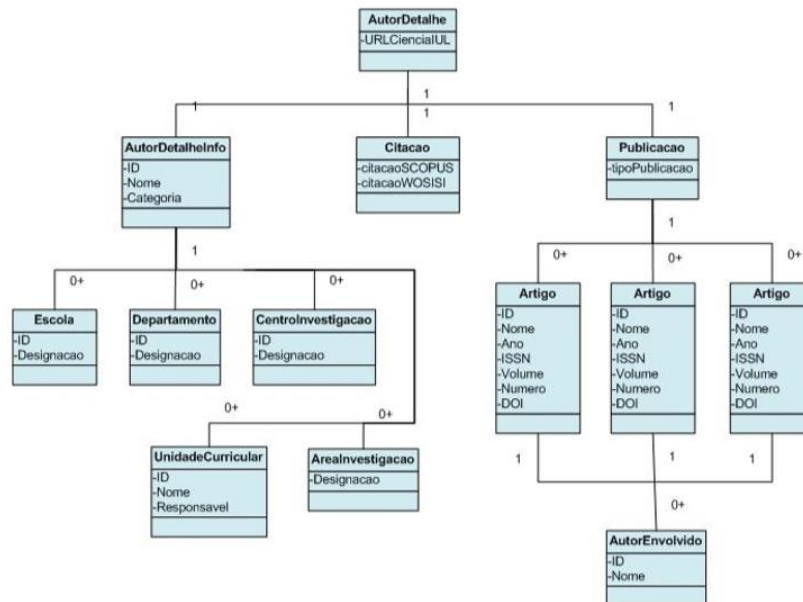 AutorDetalhe
-URLCienciaIUL
1
1
1
1
AutorDetalheInfo
-ID
-Nome
-Categoria
Citacao
-citacaoSCOPUS
-citacaoWOSISI
Publicacao
-tipoPublicacao
1
0+
0+
0+
0+
Escola
-ID
-Designacao
Departamento
-ID
-Designacao
CentroInvestigacao
-ID
-Designacao
UnidadeCurricular
-ID
-Nome
-Responsavel
0+
AreaInvestigacao
-Designacao
1
0+
0+
0+
Artigo
-ID
-Nome
-Ano
-ISSN
-Volume
-Numero
-DOI
Artigo
-ID
-Nome
-Ano
-ISSN
-Volume
-Numero
-DOI
Artigo
-ID
-Nome
-Ano
-ISSN
-Volume
-Numero
-DOI
1
1
1
0+
AutorEnvolvido
-ID
-Nome